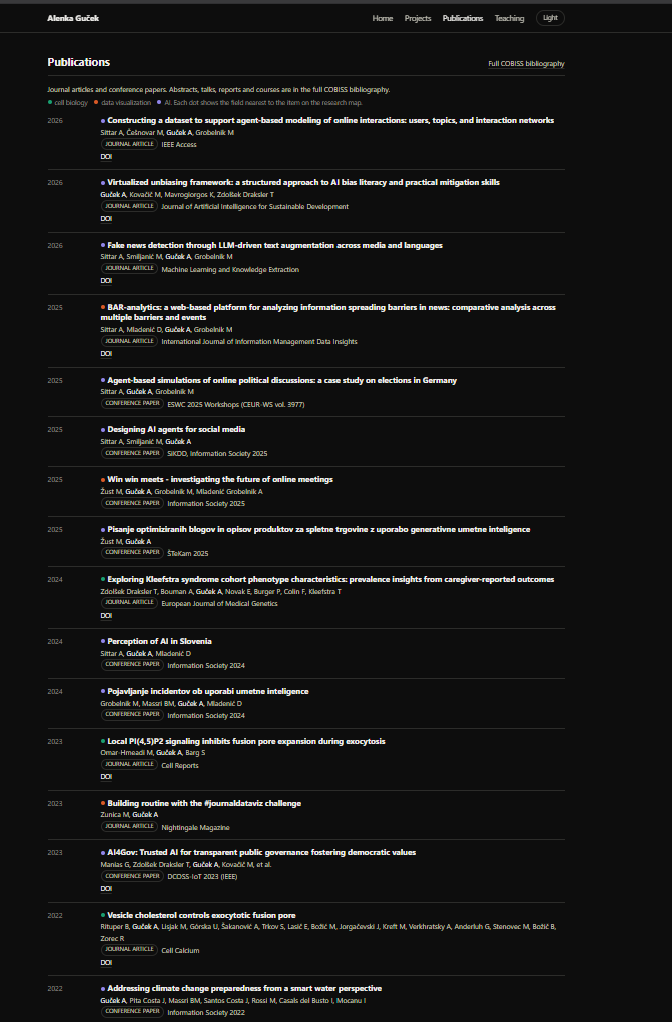 Alenka Guček
Home Projects Publications Teaching Light
Publications
Full COBISS bibliography
Journal articles and conference papers. Abstracts, talks, reports and courses are in the full COBISS bibliography.
cell biology data visualization AI. Each dot shows the field nearest to the item on the research map.
2026
Constructing a dataset to support agent-based modeling of online interactions: users, topics, and interaction networks
Sittar A, Češnovar M, Guček A, Grobelnik M
JOURNAL ARTICLE IEEE Access
DOI
2026
Virtualized unbiasing framework: a structured approach to AI bias literacy and practical mitigation skills
Guček A, Kovačič M, Mavrogiorgos K, Zdolšek Draksler T
JOURNAL ARTICLE Journal of Artificial Intelligence for Sustainable Development
DOI
2026
Fake news detection through LLM-driven text augmentation across media and languages
Sittar A, Smiljanić M, Guček A, Grobelnik M
JOURNAL ARTICLE Machine Learning and Knowledge Extraction
DOI
2025
BAR-analytics: a web-based platform for analyzing information spreading barriers in news: comparative analysis across
multiple barriers and events
Sittar A, Mladenić D, Guček A, Grobelnik M
JOURNAL ARTICLE International Journal of Information Management Data Insights
DOI
2025
Agent-based simulations of online political discussions: a case study on elections in Germany
Sittar A, Guček A, Grobelnik M
CONFERENCE PAPER ESWC 2025 Workshops (CEUR-WS vol. 3977)
2025
Designing AI agents for social media
Sittar A, Smiljanić M, Guček A
CONFERENCE PAPER SiKDD, Information Society 2025
2025
Win win meets - investigating the future of online meetings
Žust M, Guček A, Grobelnik M, Mladenić Grobelnik A
CONFERENCE PAPER Information Society 2025
2025
Pisanje optimiziranih blogov in opisov produktov za spletne trgovine z uporabo generativne umetne inteligence
Žust M, Guček A
CONFERENCE PAPER ŠTeKam 2025
2024
Exploring Kleefstra syndrome cohort phenotype characteristics: prevalence insights from caregiver-reported outcomes
Zdolšek Draksler T, Bouman A, Guček A, Novak E, Burger P, Colin F, Kleefstra T
JOURNAL ARTICLE European Journal of Medical Genetics
DOI
2024
Perception of AI in Slovenia
Sittar A, Guček A, Mladenić D
CONFERENCE PAPER Information Society 2024
2024
Pojavljanje incidentov ob uporabi umetne inteligence
Grobelnik M, Massri BM, Guček A, Mladenić D
CONFERENCE PAPER Information Society 2024
2023
Local PI(4,5)P2 signaling inhibits fusion pore expansion during exocytosis
Omar-Hmeadi M, Guček A, Barg S
JOURNAL ARTICLE Cell Reports
DOI
2023
Building routine with the #journaldataviz challenge
Zunica M, Guček A
JOURNAL ARTICLE Nightingale Magazine
2023
AI4Gov: Trusted AI for transparent public governance fostering democratic values
Manias G, Zdolšek Draksler T, Guček A, Kovačič M, et al.
CONFERENCE PAPER DCOSS-IoT 2023 (IEEE)
DOI
2022
Vesicle cholesterol controls exocytotic fusion pore
Rituper B, Guček A, Lisjak M, Górska U, Šakanović A, Trkov S, Lasič E, Božić M,, Jorgačevski J, Kreft M, Verkhratsky A, Anderluh G, Stenovec M, Božič B,
Zorec R
JOURNAL ARTICLE Cell Calcium
DOI
2022
Addressing climate change preparedness from a smart water perspective
Guček A, Pita Costa J, Massri BM, Santos Costa J, Rossi M, Casals del Busto I, Mocanu I
CONFERENCE PAPER Information Society 2022